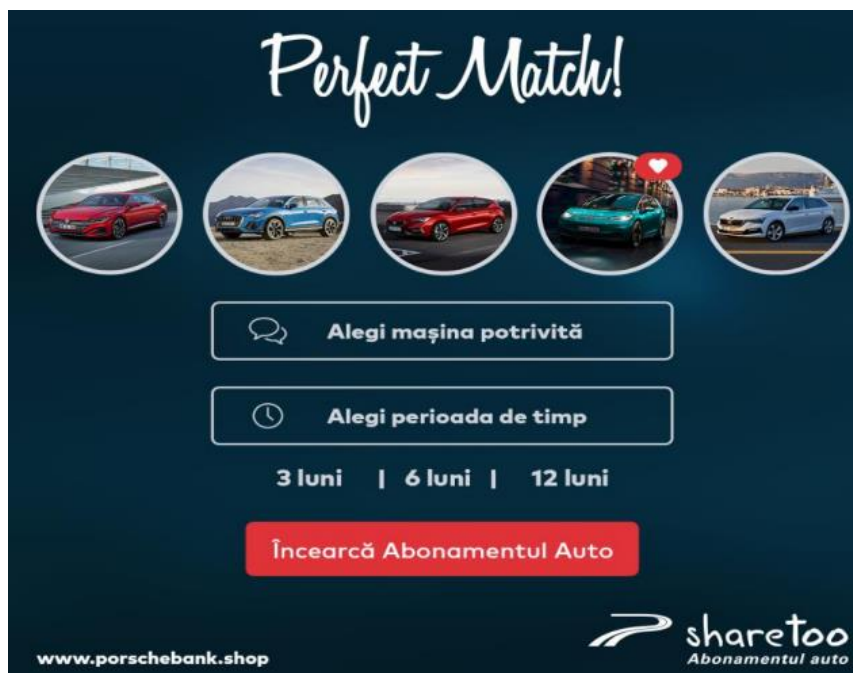 Perfect Match!
Alegi mașina potrivită
Alegi perioada de timp
3 luni | 6 luni | 12 luni
Încearcă Abonamentul Auto
sharetoo
Abonamentul auto
www.porschebank.shop